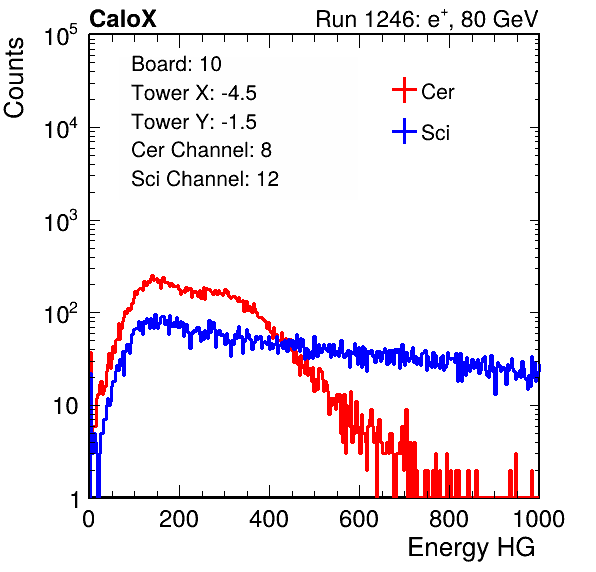 CaloX Run 1246: e⁺, 80 GeV
Board: 10
Tower X: -4.5
Tower Y: -1.5
Cer Channel: 8
Sci Channel: 12
Cer
Sci
Counts
10⁵
10⁴
10³
10²
10
1
0 200 400 600 800 1000
Energy HG